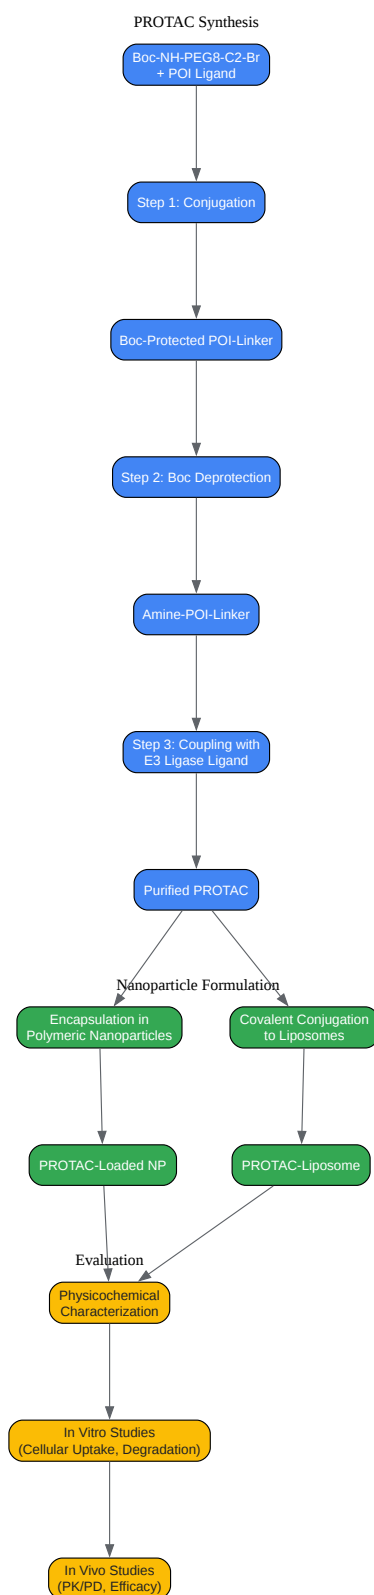 PROTAC Synthesis
Boc-NH-PEG8-C2-Br
+ POI Ligand
Step 1: Conjugation
Boc-Protected POI-Linker
Step 2: Boc Deprotection
Amine-POI-Linker
Step 3: Coupling with
E3 Ligase Ligand
Purified PROTAC
Nanoparticle Formulation
Encapsulation in
Polymeric Nanoparticles
Covalent Conjugation
to Liposomes
PROTAC-Loaded NP
PROTAC-Liposome
Evaluation
Physicochemical
Characterization
In Vitro Studies
(Cellular Uptake, Degradation)
In Vivo Studies
(PK/PD, Efficacy)